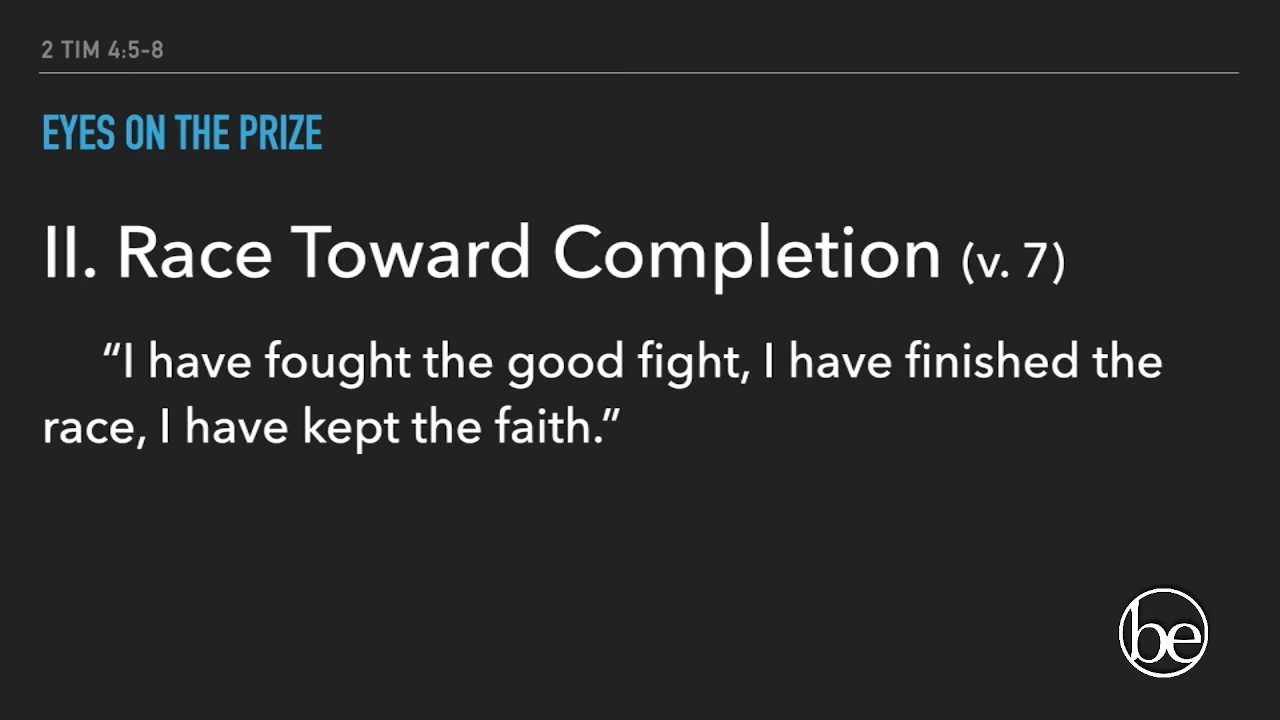 2 TIM 4:5-8
EYES ON THE PRIZE
II. Race Toward Completion (v. 7)
“I have fought the good fight, I have finished the
race, I have kept the faith.”
be